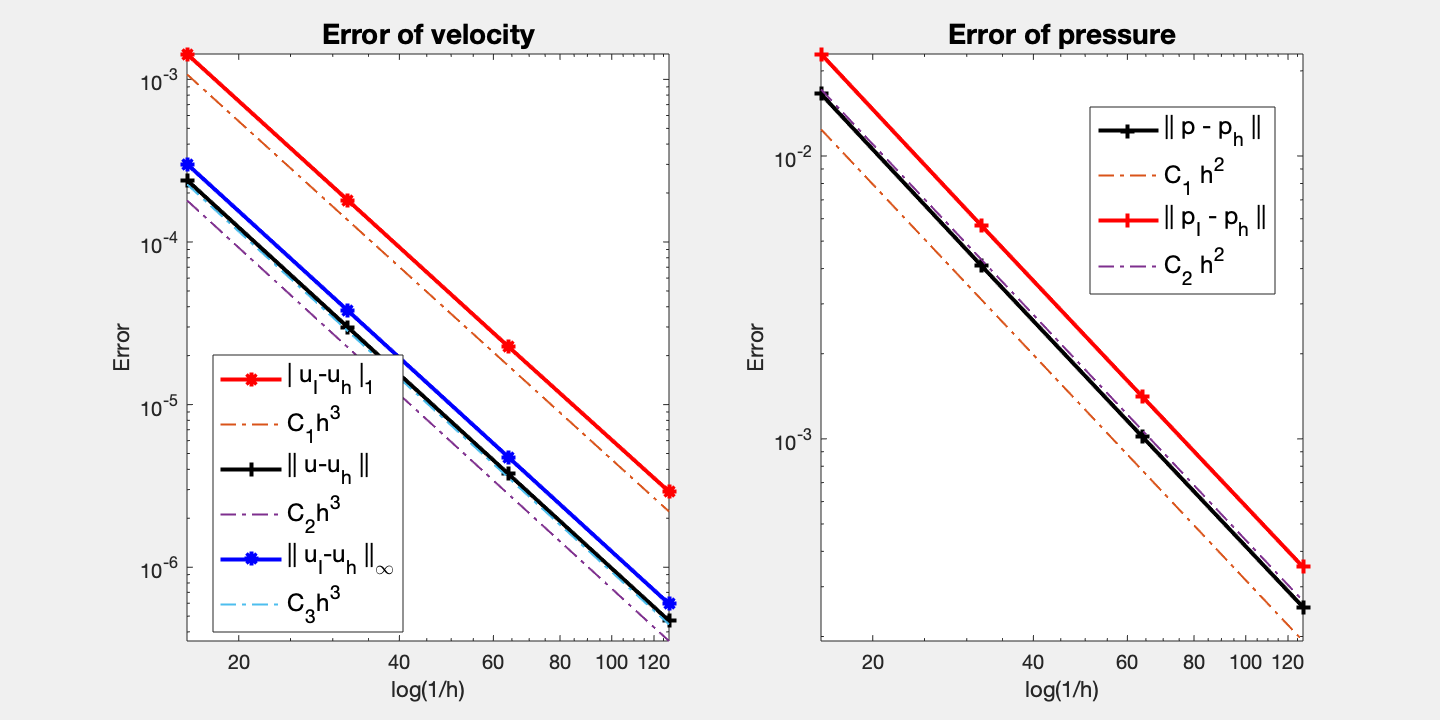 Error of velocity
10⁻³
10⁻⁴
10⁻⁵
10⁻⁶
Error
| u_I-u_h |_1
C_1h^3
|| u-u_h ||
C_2h^3
|| u_I-u_h ||_∞
C_3h^3
20 40 60 80 100 120
log(1/h)
Error of pressure
10⁻²
10⁻³
Error
|| p - p_h ||
C_1 h^2
|| p_I - p_h ||
C_2 h^2
20 40 60 80 100 120
log(1/h)